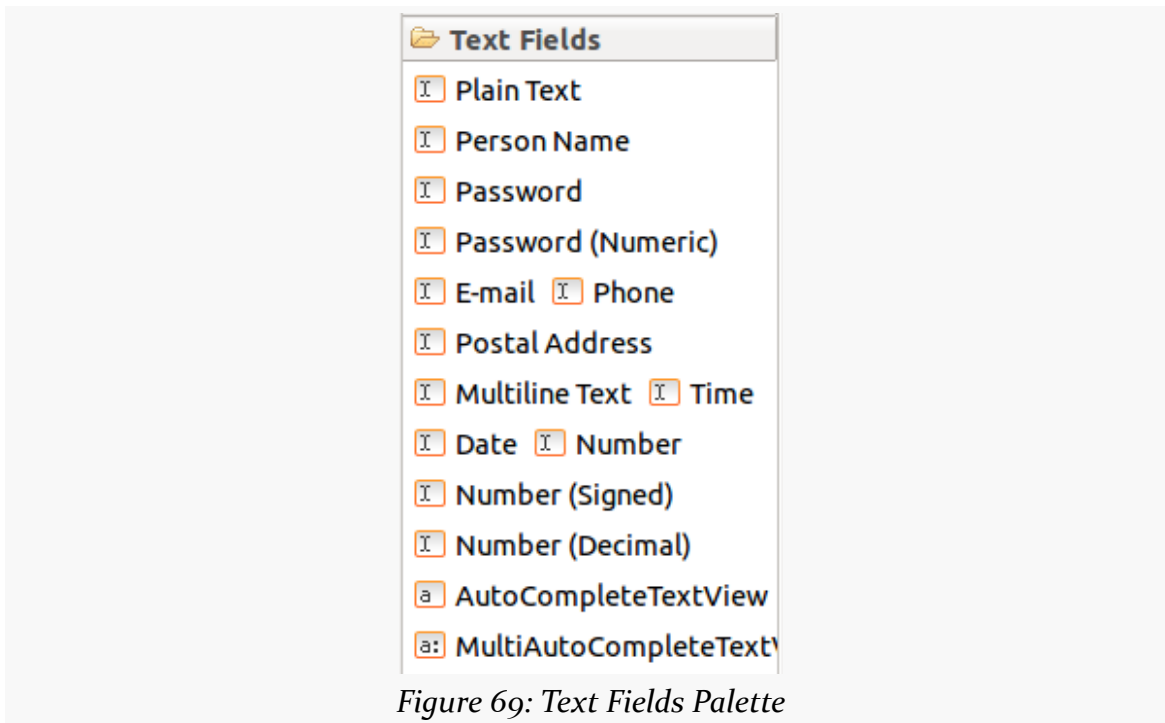 Text Fields
Plain Text
Person Name
Password
Password (Numeric)
E-mail Phone
Postal Address
Multiline Text Time
Date Number
Number (Signed)
Number (Decimal)
a AutoCompleteTextView
a: MultiAutoCompleteText
Figure 69: Text Fields Palette